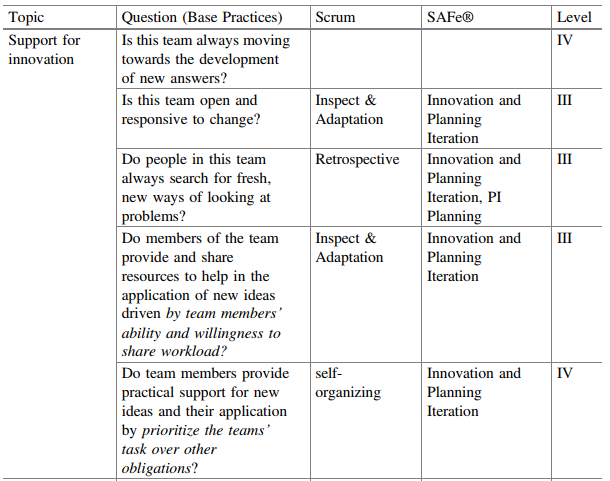 Topic Question (Base Practices) Scrum SAFe® Level
Support for innovation
Is this team always moving
towards the development
of new answers?
IV
Is this team open and
responsive to change?
Inspect &
Adaptation
Innovation and
Planning
Iteration
III
Do people in this team
always search for fresh,
new ways of looking at
problems?
Retrospective
Innovation and
Planning
Iteration, PI
Planning
III
Do members of the team
provide and share
resources to help in the
application of new ideas
driven by team members'
ability and willingness to
share workload?
Inspect &
Adaptation
Innovation and
Planning
Iteration
III
Do team members provide
practical support for new
ideas and their application
by prioritize the teams'
task over other
obligations?
self-
organizing
Innovation and
Planning
Iteration
IV